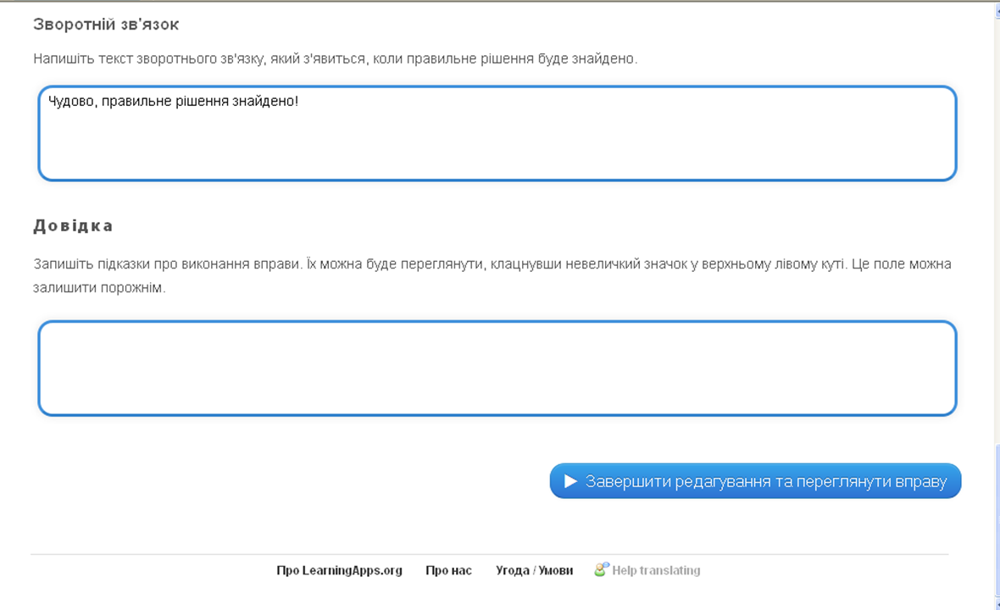 Зворотній зв'язок
Напишіть текст зворотнього зв'язку, який з'явиться, коли правильне рішення буде знайдено.
Чудово, правильне рішення знайдено!
Довідка
Запишіть підказки про виконання вправи. Їх можна буде переглянути, клацнувши невеличкий значок у верхньому лівому куті. Це поле можна
залишити порожнім.
Завершити редагування та переглянути вправу
Про LearningApps.org Про нас Угода / Умови Help translating